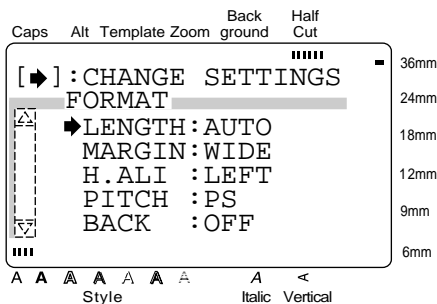 Back Half
Caps Alt Template Zoom ground Cut
[➡]:CHANGE SETTINGS
FORMAT
➡LENGTH:AUTO
MARGIN:WIDE
H.ALI :LEFT
PITCH :PS
BACK :OFF
36mm
24mm
18mm
12mm
9mm
6mm
A A A A A A A A A
Style Italic Vertical